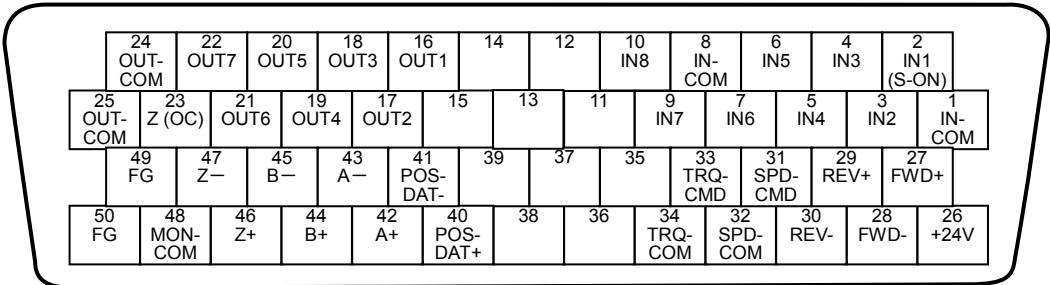 24 22 20 18 16 14 12 10 8 6 4 2
OUT- OUT7 OUT5 OUT3 OUT1 IN8 IN- IN5 IN3 IN1
COM COM (S-ON)
25 23 21 19 17 15 13 11 9 7 5 3 1
OUT- Z (OC) OUT6 OUT4 OUT2 IN7 IN6 IN4 IN2 IN-
COM COM
49 47 45 43 41 39 37 35 33 31 29 27
FG Z− B− A− POS- TRQ- SPD- REV+ FWD+
DAT- CMD CMD
50 48 46 44 42 40 38 36 34 32 30 28 26
FG MON- Z+ B+ A+ POS- TRQ- SPD- REV- FWD- +24V
COM DAT+ COM COM